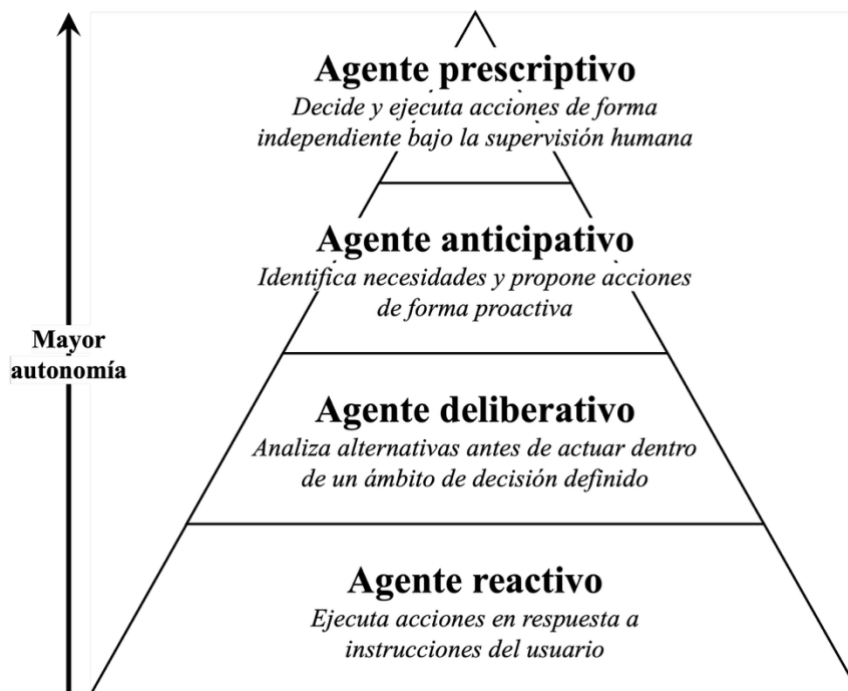 Agente prescriptivo
Decide y ejecuta acciones de forma
independiente bajo la supervisión humana
Agente anticipativo
Identifica necesidades y propone acciones
de forma proactiva
Mayor
autonomía
Agente deliberativo
Analiza alternativas antes de actuar dentro
de un ámbito de decisión definido
Agente reactivo
Ejecuta acciones en respuesta a
instrucciones del usuario